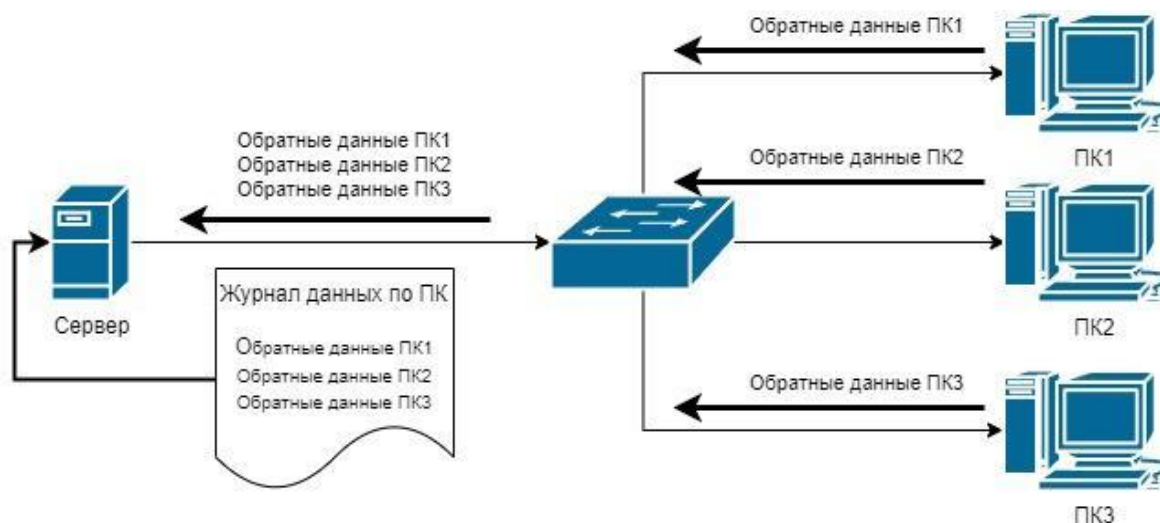 Обратные данные ПК1
ПК1
Обратные данные ПК1
Обратные данные ПК2
Обратные данные ПК3
Обратные данные ПК2
ПК2
Сервер
Журнал данных по ПК
Обратные данные ПК1
Обратные данные ПК2
Обратные данные ПК3
Обратные данные ПК3
ПК3